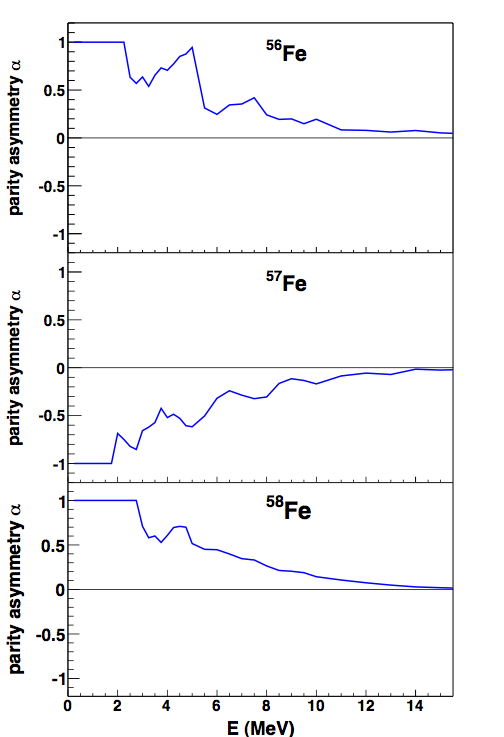 parity asymmetry α
1
0.5
0
-0.5
-1
⁵⁶Fe
parity asymmetry α
1
0.5
0
-0.5
-1
⁵⁷Fe
parity asymmetry α
1
0.5
0
-0.5
-1
⁵⁸Fe
0 2 4 6 8 10 12 14
E (MeV)